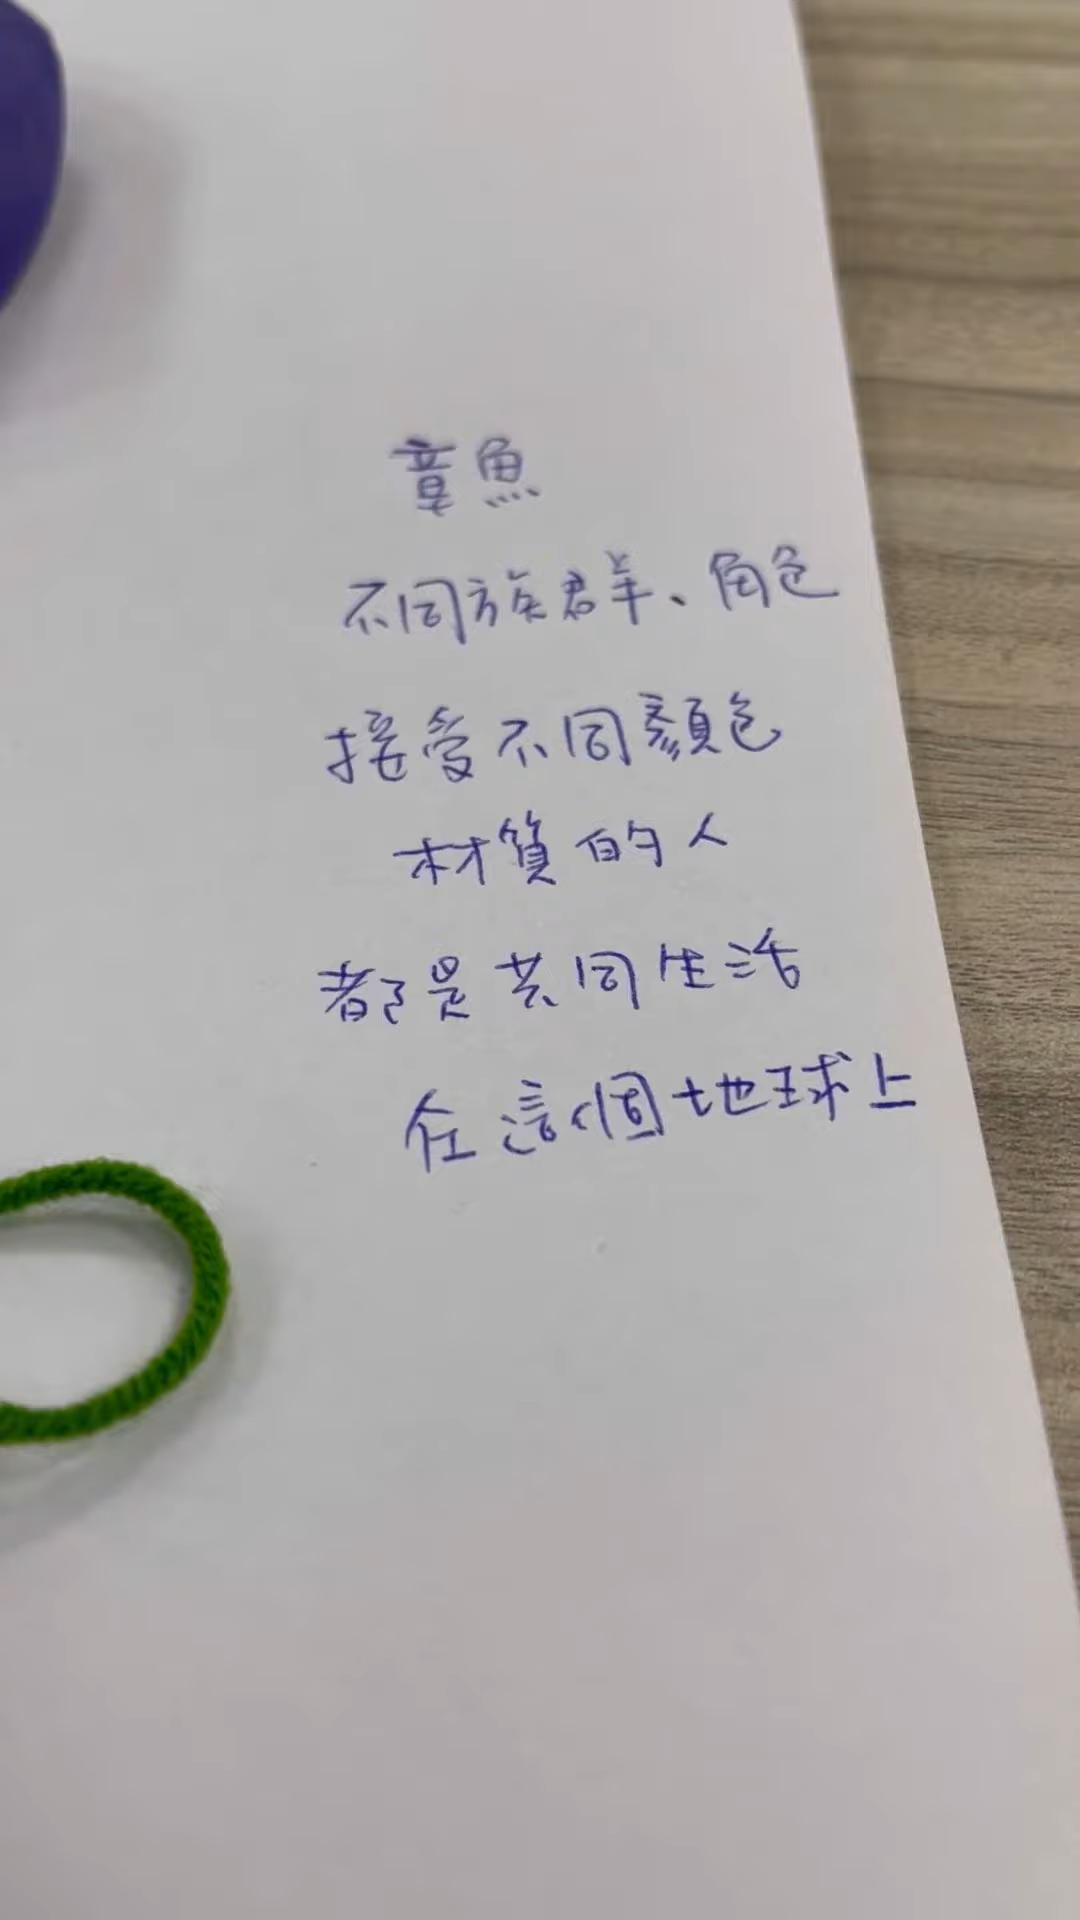 章魚
不同族群、角色
接受不同顏色
材質的人
都是共同生活
在這個地球上